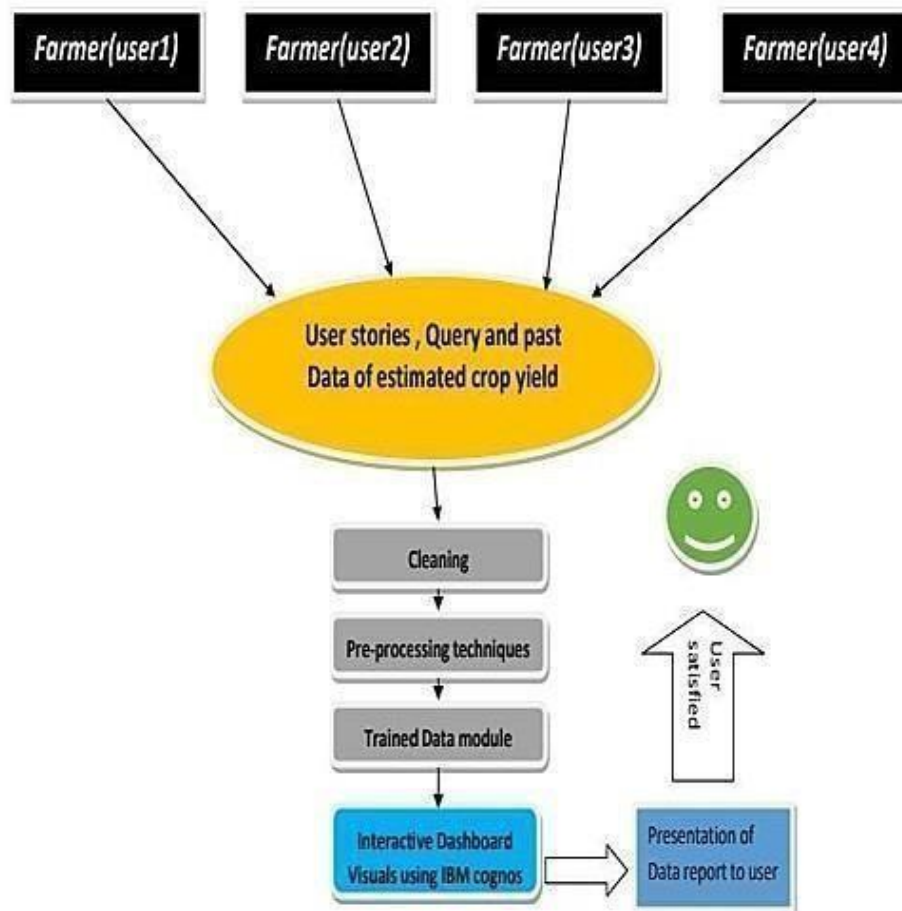 Farmer(user1)
Farmer(user2)
Farmer(user3)
Farmer(user4)
User stories , Query and past
Data of estimated crop yield
Cleaning
Pre-processing techniques
Trained Data module
Interactive Dashboard
Visuals using IBM cognos
Presentation of
Data report to user
User
satisfied